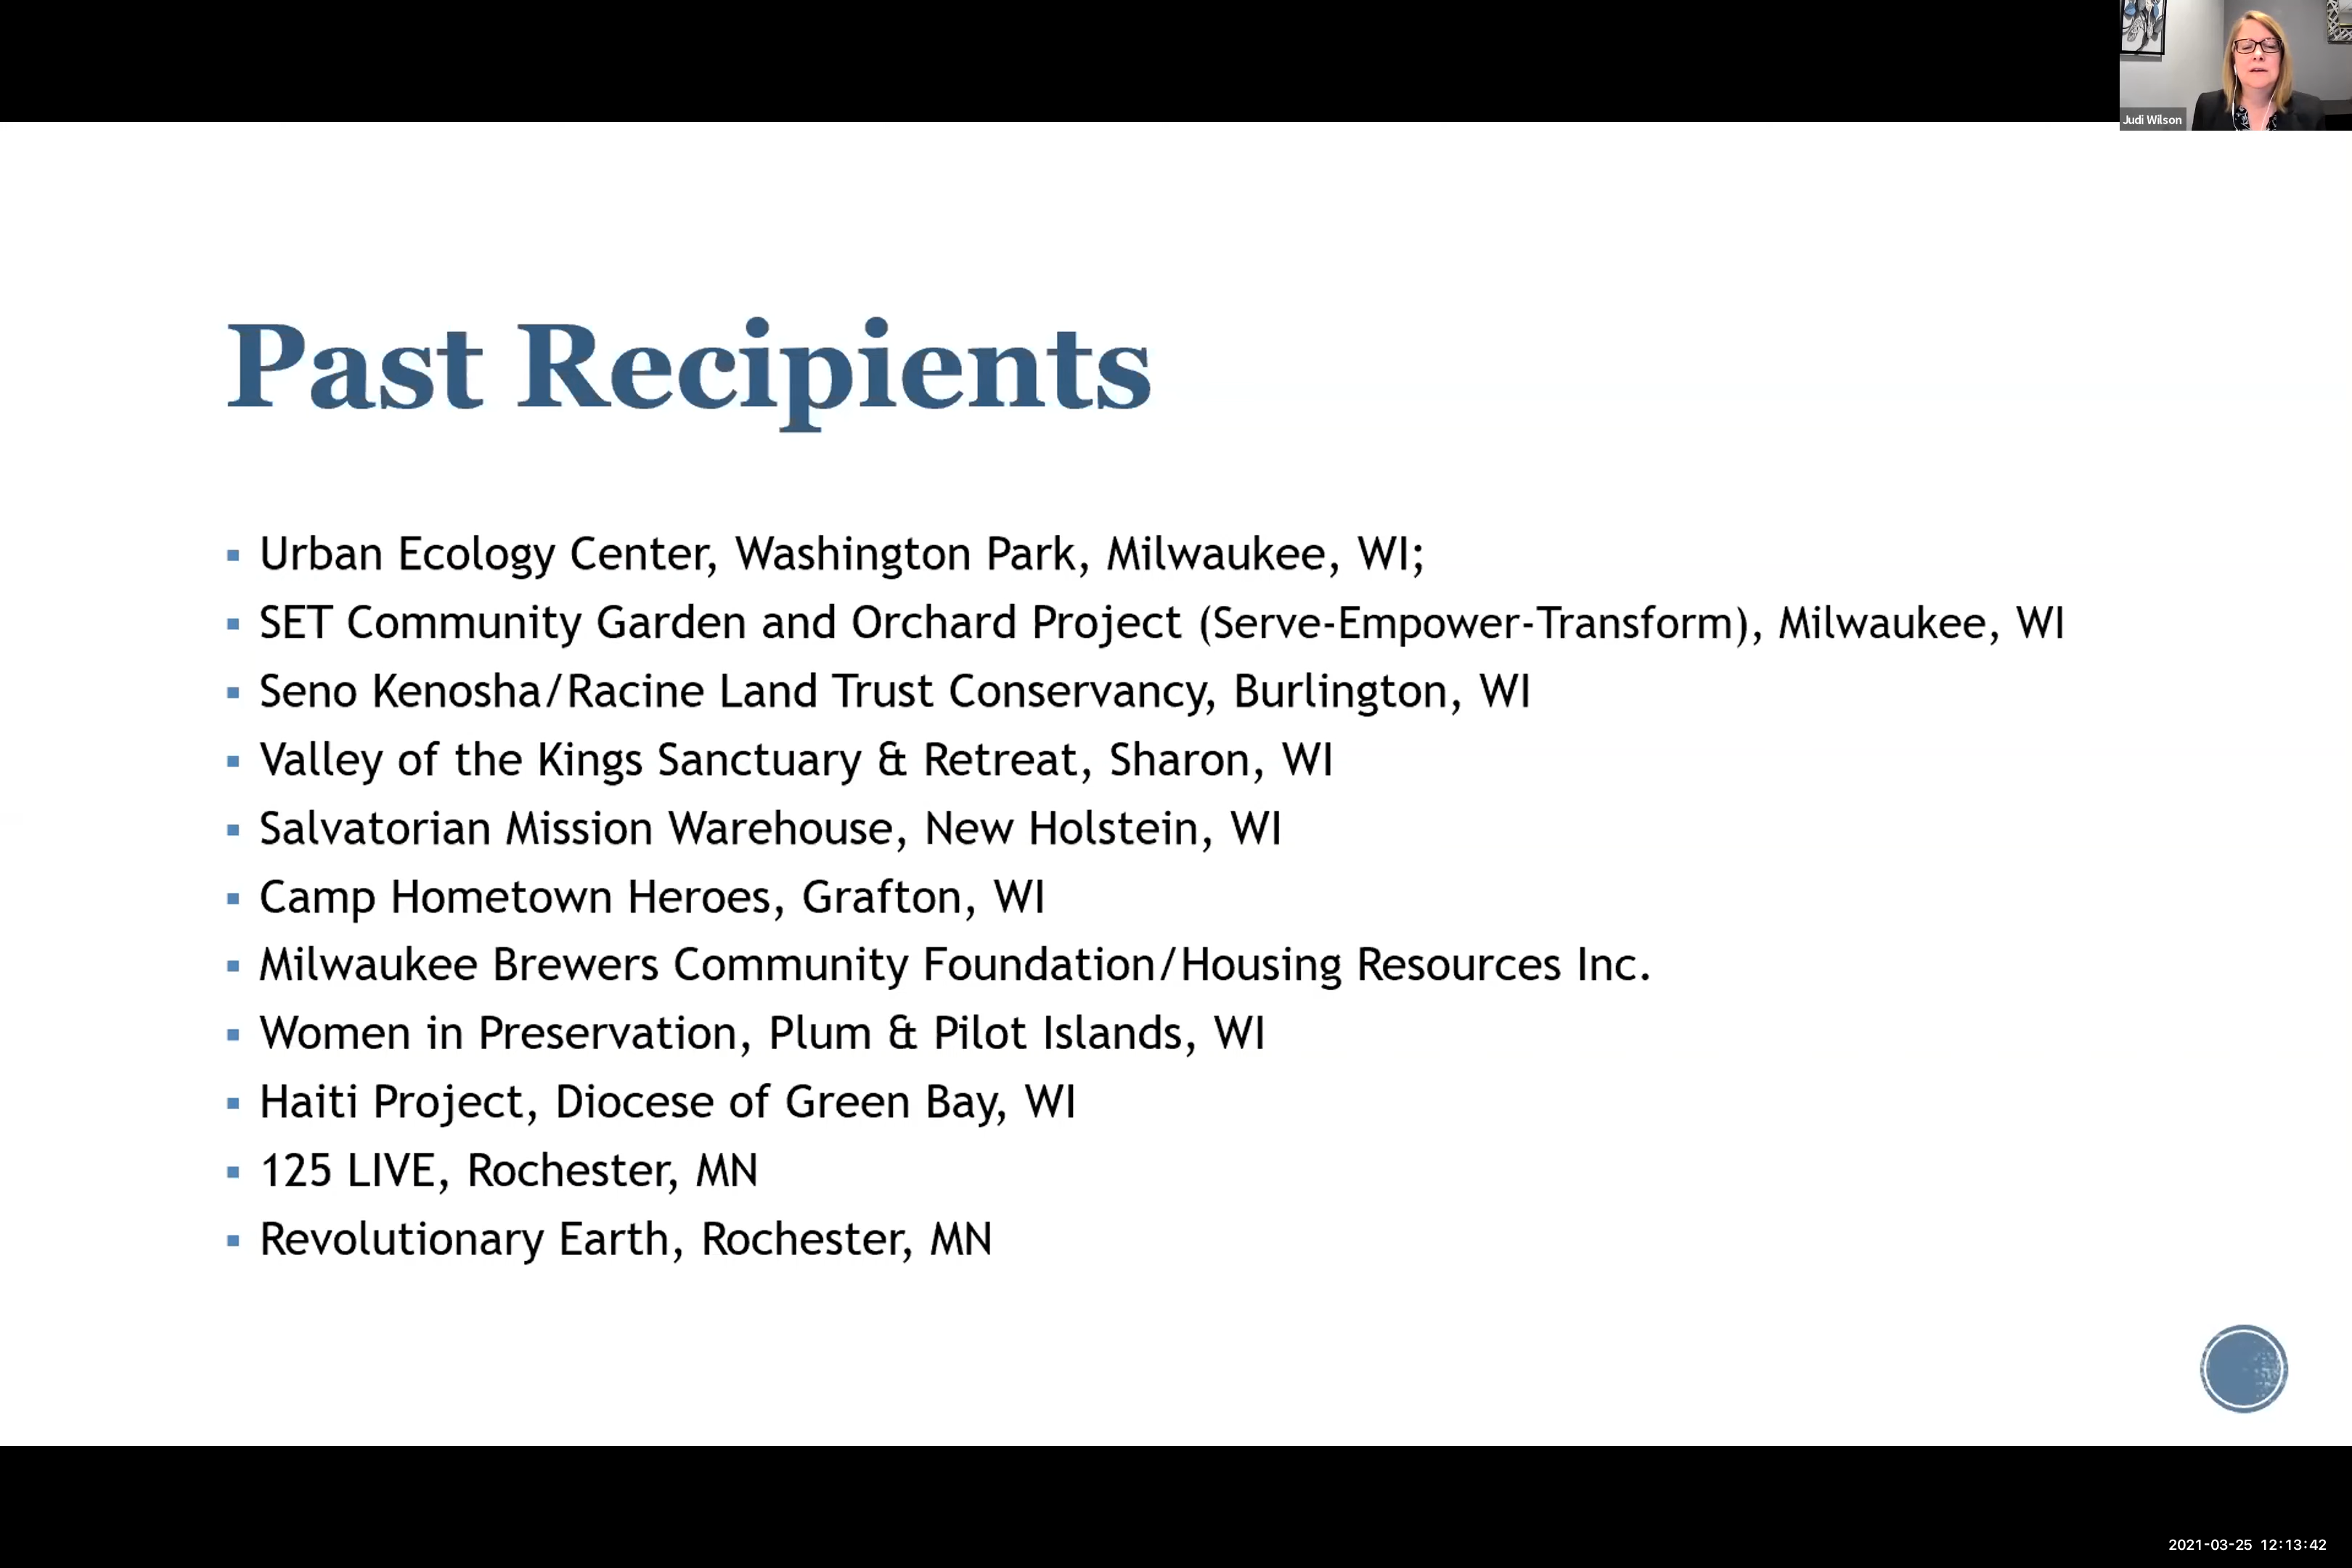 Judi Wilson
Past Recipients
Urban Ecology Center, Washington Park, Milwaukee, WI;
SET Community Garden and Orchard Project (Serve-Empower-Transform), Milwaukee, WI
Seno Kenosha/Racine Land Trust Conservancy, Burlington, WI
Valley of the Kings Sanctuary & Retreat, Sharon, WI
Salvatorian Mission Warehouse, New Holstein, WI
Camp Hometown Heroes, Grafton, WI
Milwaukee Brewers Community Foundation/Housing Resources Inc.
Women in Preservation, Plum & Pilot Islands, WI
Haiti Project, Diocese of Green Bay, WI
125 LIVE, Rochester, MN
Revolutionary Earth, Rochester, MN
2021-03-25 12:13:42